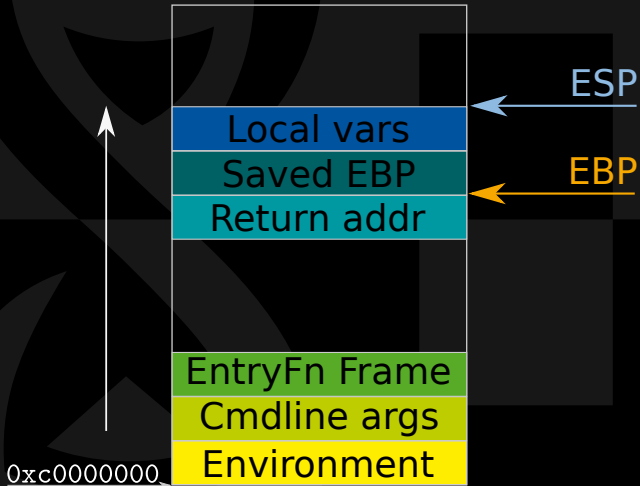 ESP
Local vars
Saved EBP
EBP
Return addr
EntryFn Frame
Cmdline args
Environment
0xc0000000